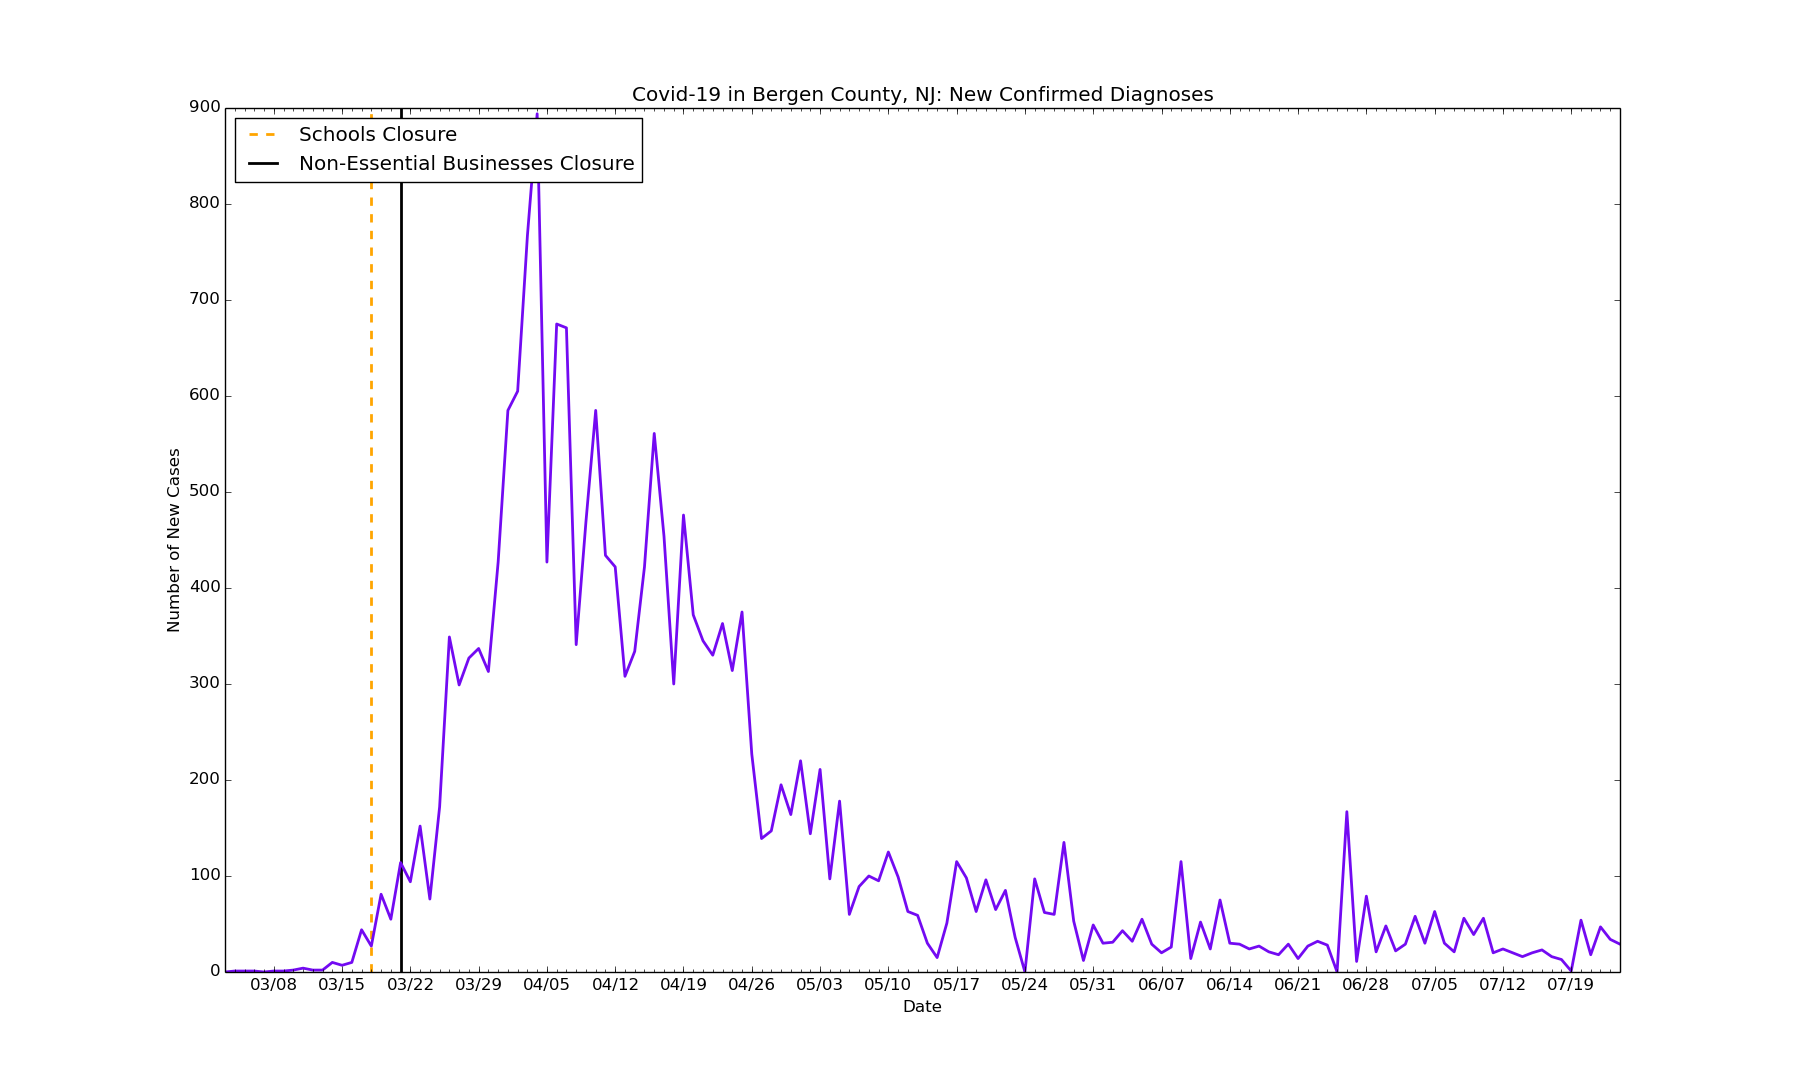 Covid-19 in Bergen County, NJ: New Confirmed Diagnoses
Schools Closure
Non-Essential Businesses Closure
Number of New Cases
900
800
700
600
500
400
300
200
100
0
03/08 03/15 03/22 03/29 04/05 04/12 04/19 04/26 05/03 05/10 05/17 05/24 05/31 06/07 06/14 06/21 06/28 07/05 07/12 07/19
Date